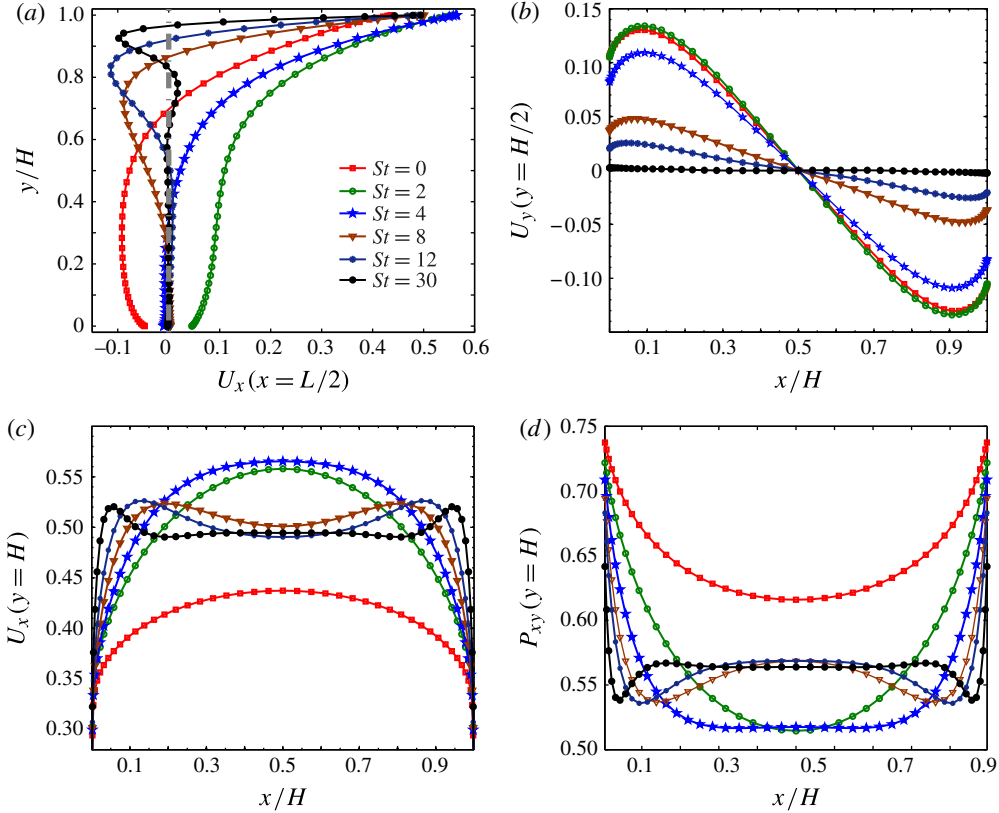 (a)
1.0
0.8
0.6
0.4
0.2
0
y/H
−0.1
0
0.1
0.2
0.3
0.4
0.5
0.6
U_x(x = L/2)
St = 0
St = 2
St = 4
St = 8
St = 12
St = 30
(b)
0.15
0.10
0.05
0
−0.05
−0.10
U_y(y = H/2)
0.1
0.3
0.5
0.7
0.9
x/H
(c)
0.55
0.50
0.45
0.40
0.35
0.30
U_x(y = H)
0.1
0.3
0.5
0.7
0.9
x/H
(d)
0.75
0.70
0.65
0.60
0.55
0.50
P_xy(y = H)
0.1
0.3
0.5
0.7
0.9
x/H